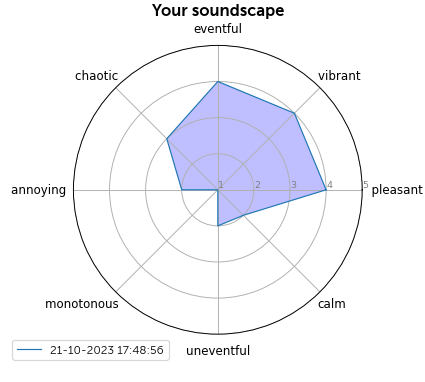 Your soundscape
eventful
chaotic
vibrant
annoying
1 2 3 4 5
pleasant
monotonous
calm
uneventful
21-10-2023 17:48:56